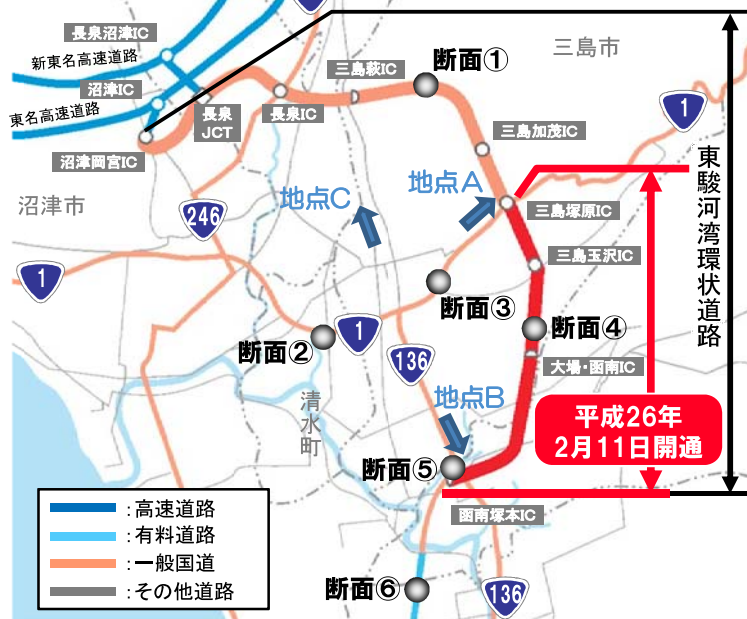 長泉沼津IC
新東名高速道路
沼津IC
東名高速道路
長泉
JCT
長泉IC
三島萩IC
断面①
三島市
1
沼津岡宮IC
三島加茂IC
沼津市
246
地点C
地点A
三島塚原IC
東駿河湾環状道路
1
三島玉沢IC
断面③
断面②
1
断面④
136
大場・函南IC
地点B
清水町
平成26年
2月11日開通
断面⑤
函南塚本IC
:高速道路
:有料道路
:一般国道
:その他道路
断面⑥
136